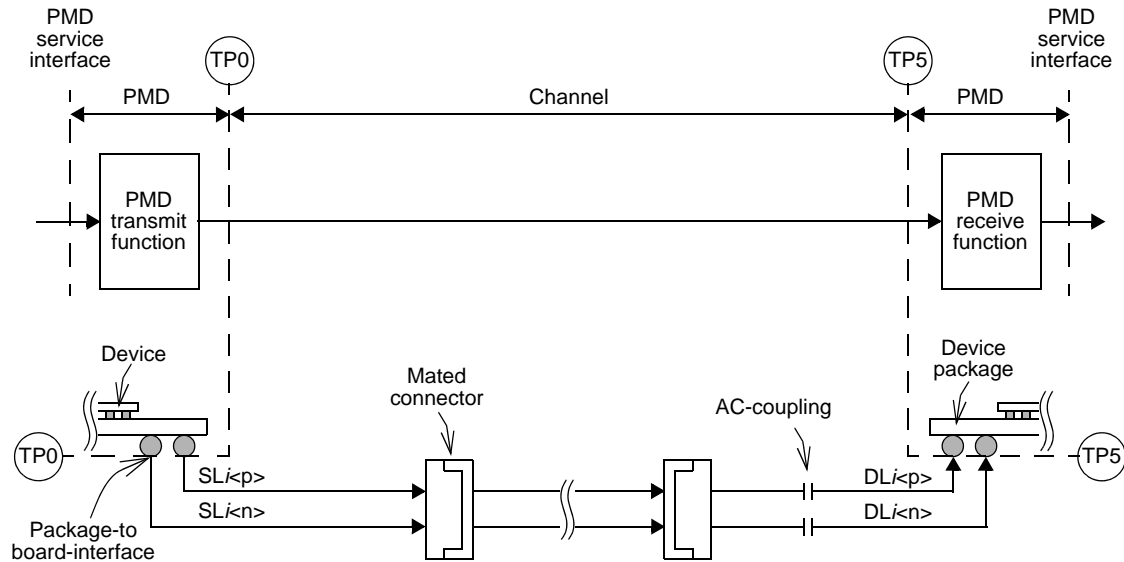 PMD
service
interface
TP0
TP5
PMD
service
interface
PMD
Channel
PMD
PMD
transmit
function
PMD
receive
function
Device
Mated
connector
AC-coupling
Device
package
TP0
TP5
SLi<p>
DLi<p>
SLi<n>
DLi<n>
Package-to
board-interface